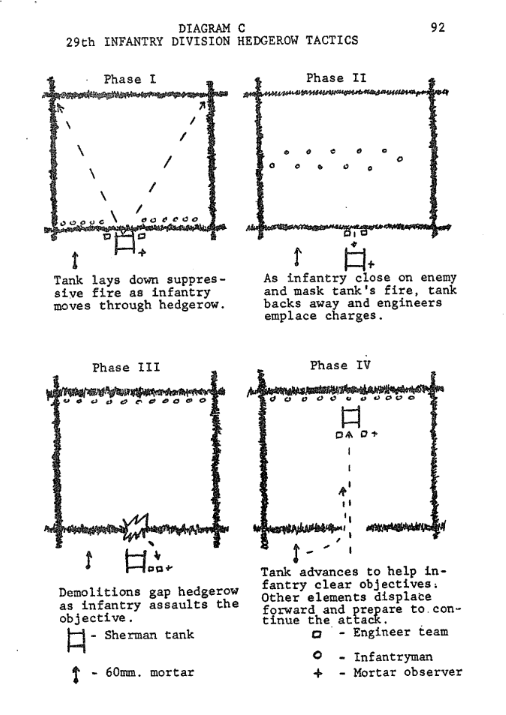 DIAGRAM C
92
29th INFANTRY DIVISION HEDGEROW TACTICS
Phase I
Phase II
Tank lays down suppres-
sive fire as infantry
moves through hedgerow.
As infantry close on enemy
and mask tank's fire, tank
backs away and engineers
emplace charges.
Phase III
Phase IV
Demolitions gap hedgerow
as infantry assaults the
objective.
Tank advances to help in-
fantry clear objectives.
Other elements displace
forward and prepare to con-
tinue the attack.
- Sherman tank
- 60mm. mortar
- Engineer team
- Infantryman
- Mortar observer